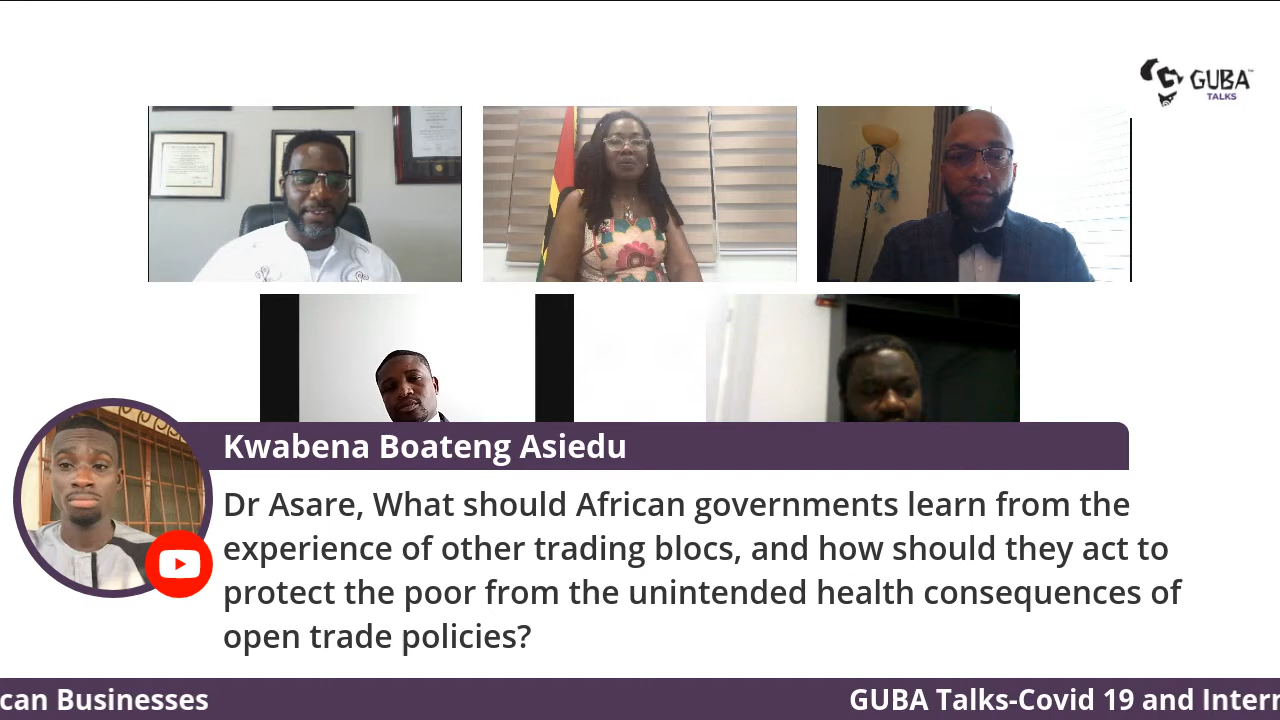 GUBA
TALKS
Kwabena Boateng Asiedu
Dr Asare, What should African governments learn from the
experience of other trading blocs, and how should they act to
protect the poor from the unintended health consequences of
open trade policies?
can Businesses
GUBA Talks-Covid 19 and Interr